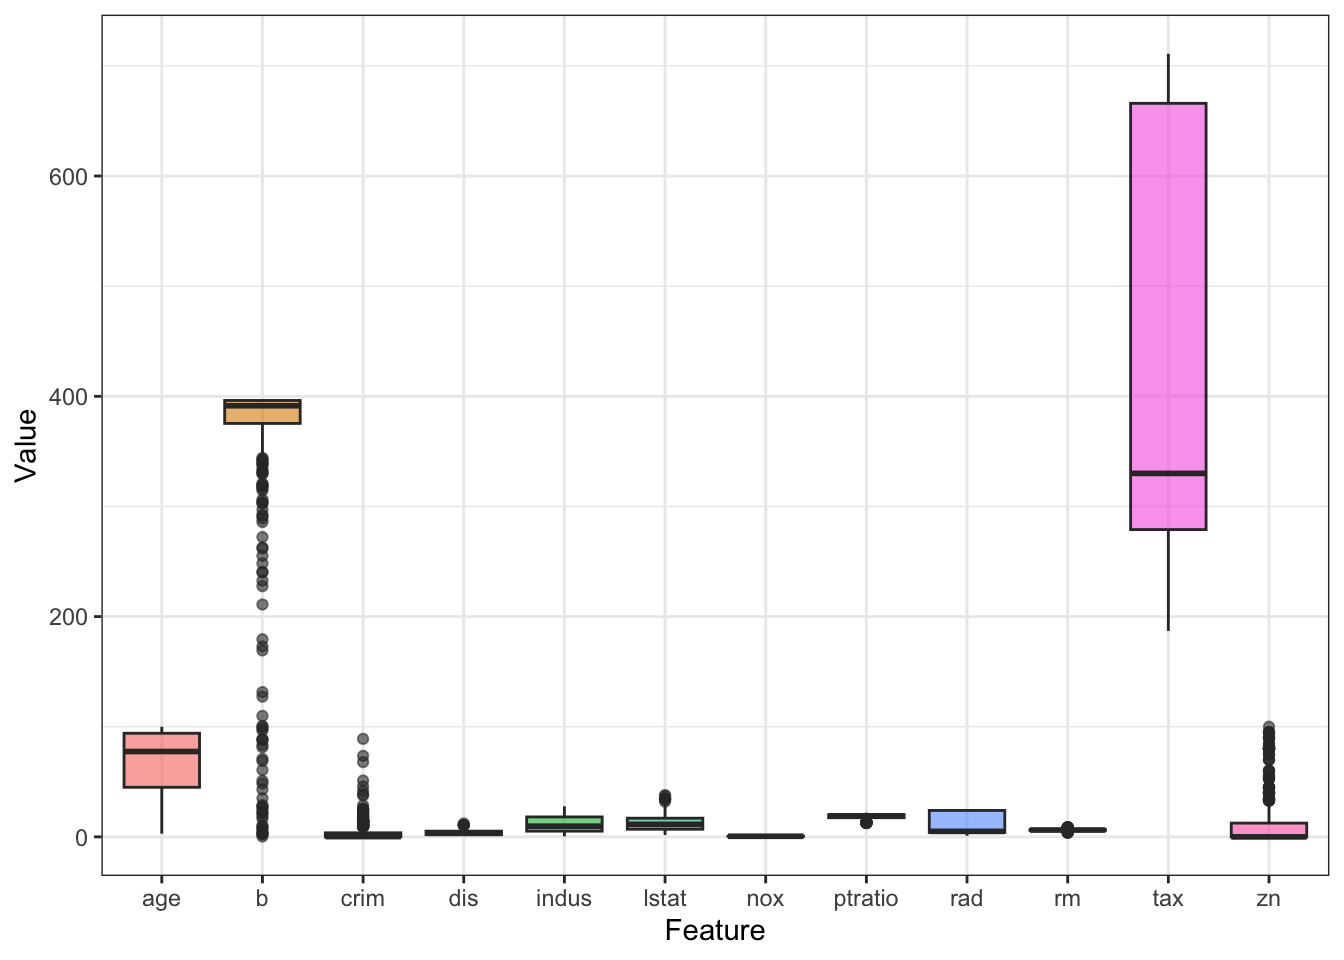 600
400
200
0
Value
age b crim dis indus lstat nox ptratio rad rm tax zn
Feature